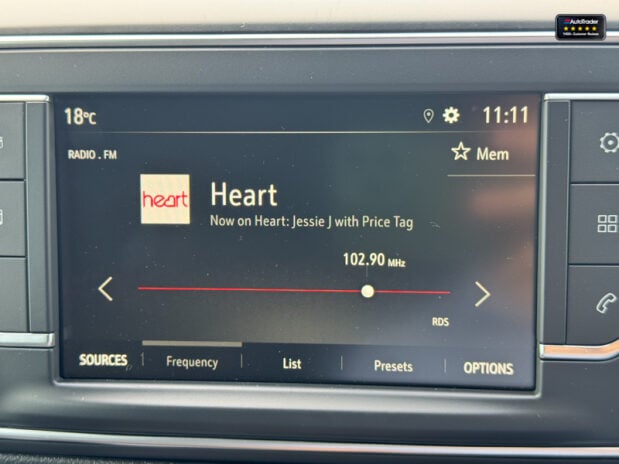 AutoTrader
18°C
11:11
RADIO . FM
Mem
heart
Heart
Now on Heart: Jessie J with Price Tag
102.90 MHz
RDS
SOURCES Frequency List Presets OPTIONS